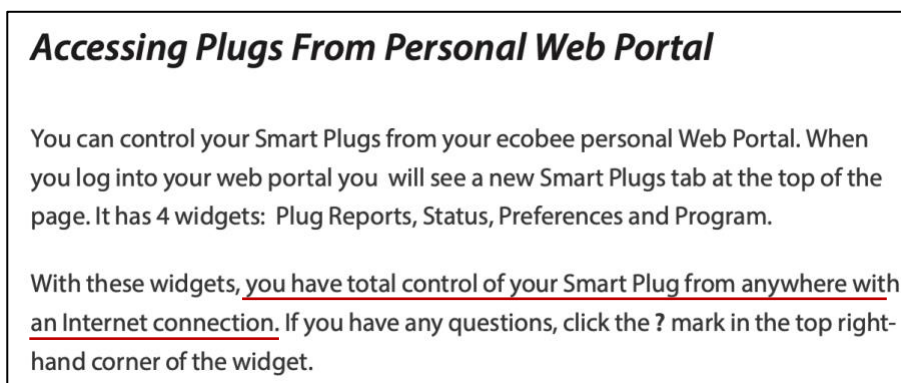 Accessing Plugs From Personal Web Portal
You can control your Smart Plugs from your ecobee personal Web Portal. When
you log into your web portal you will see a new Smart Plugs tab at the top of the
page. It has 4 widgets: Plug Reports, Status, Preferences and Program.
With these widgets, you have total control of your Smart Plug from anywhere with
an Internet connection. If you have any questions, click the ? mark in the top right-
hand corner of the widget.